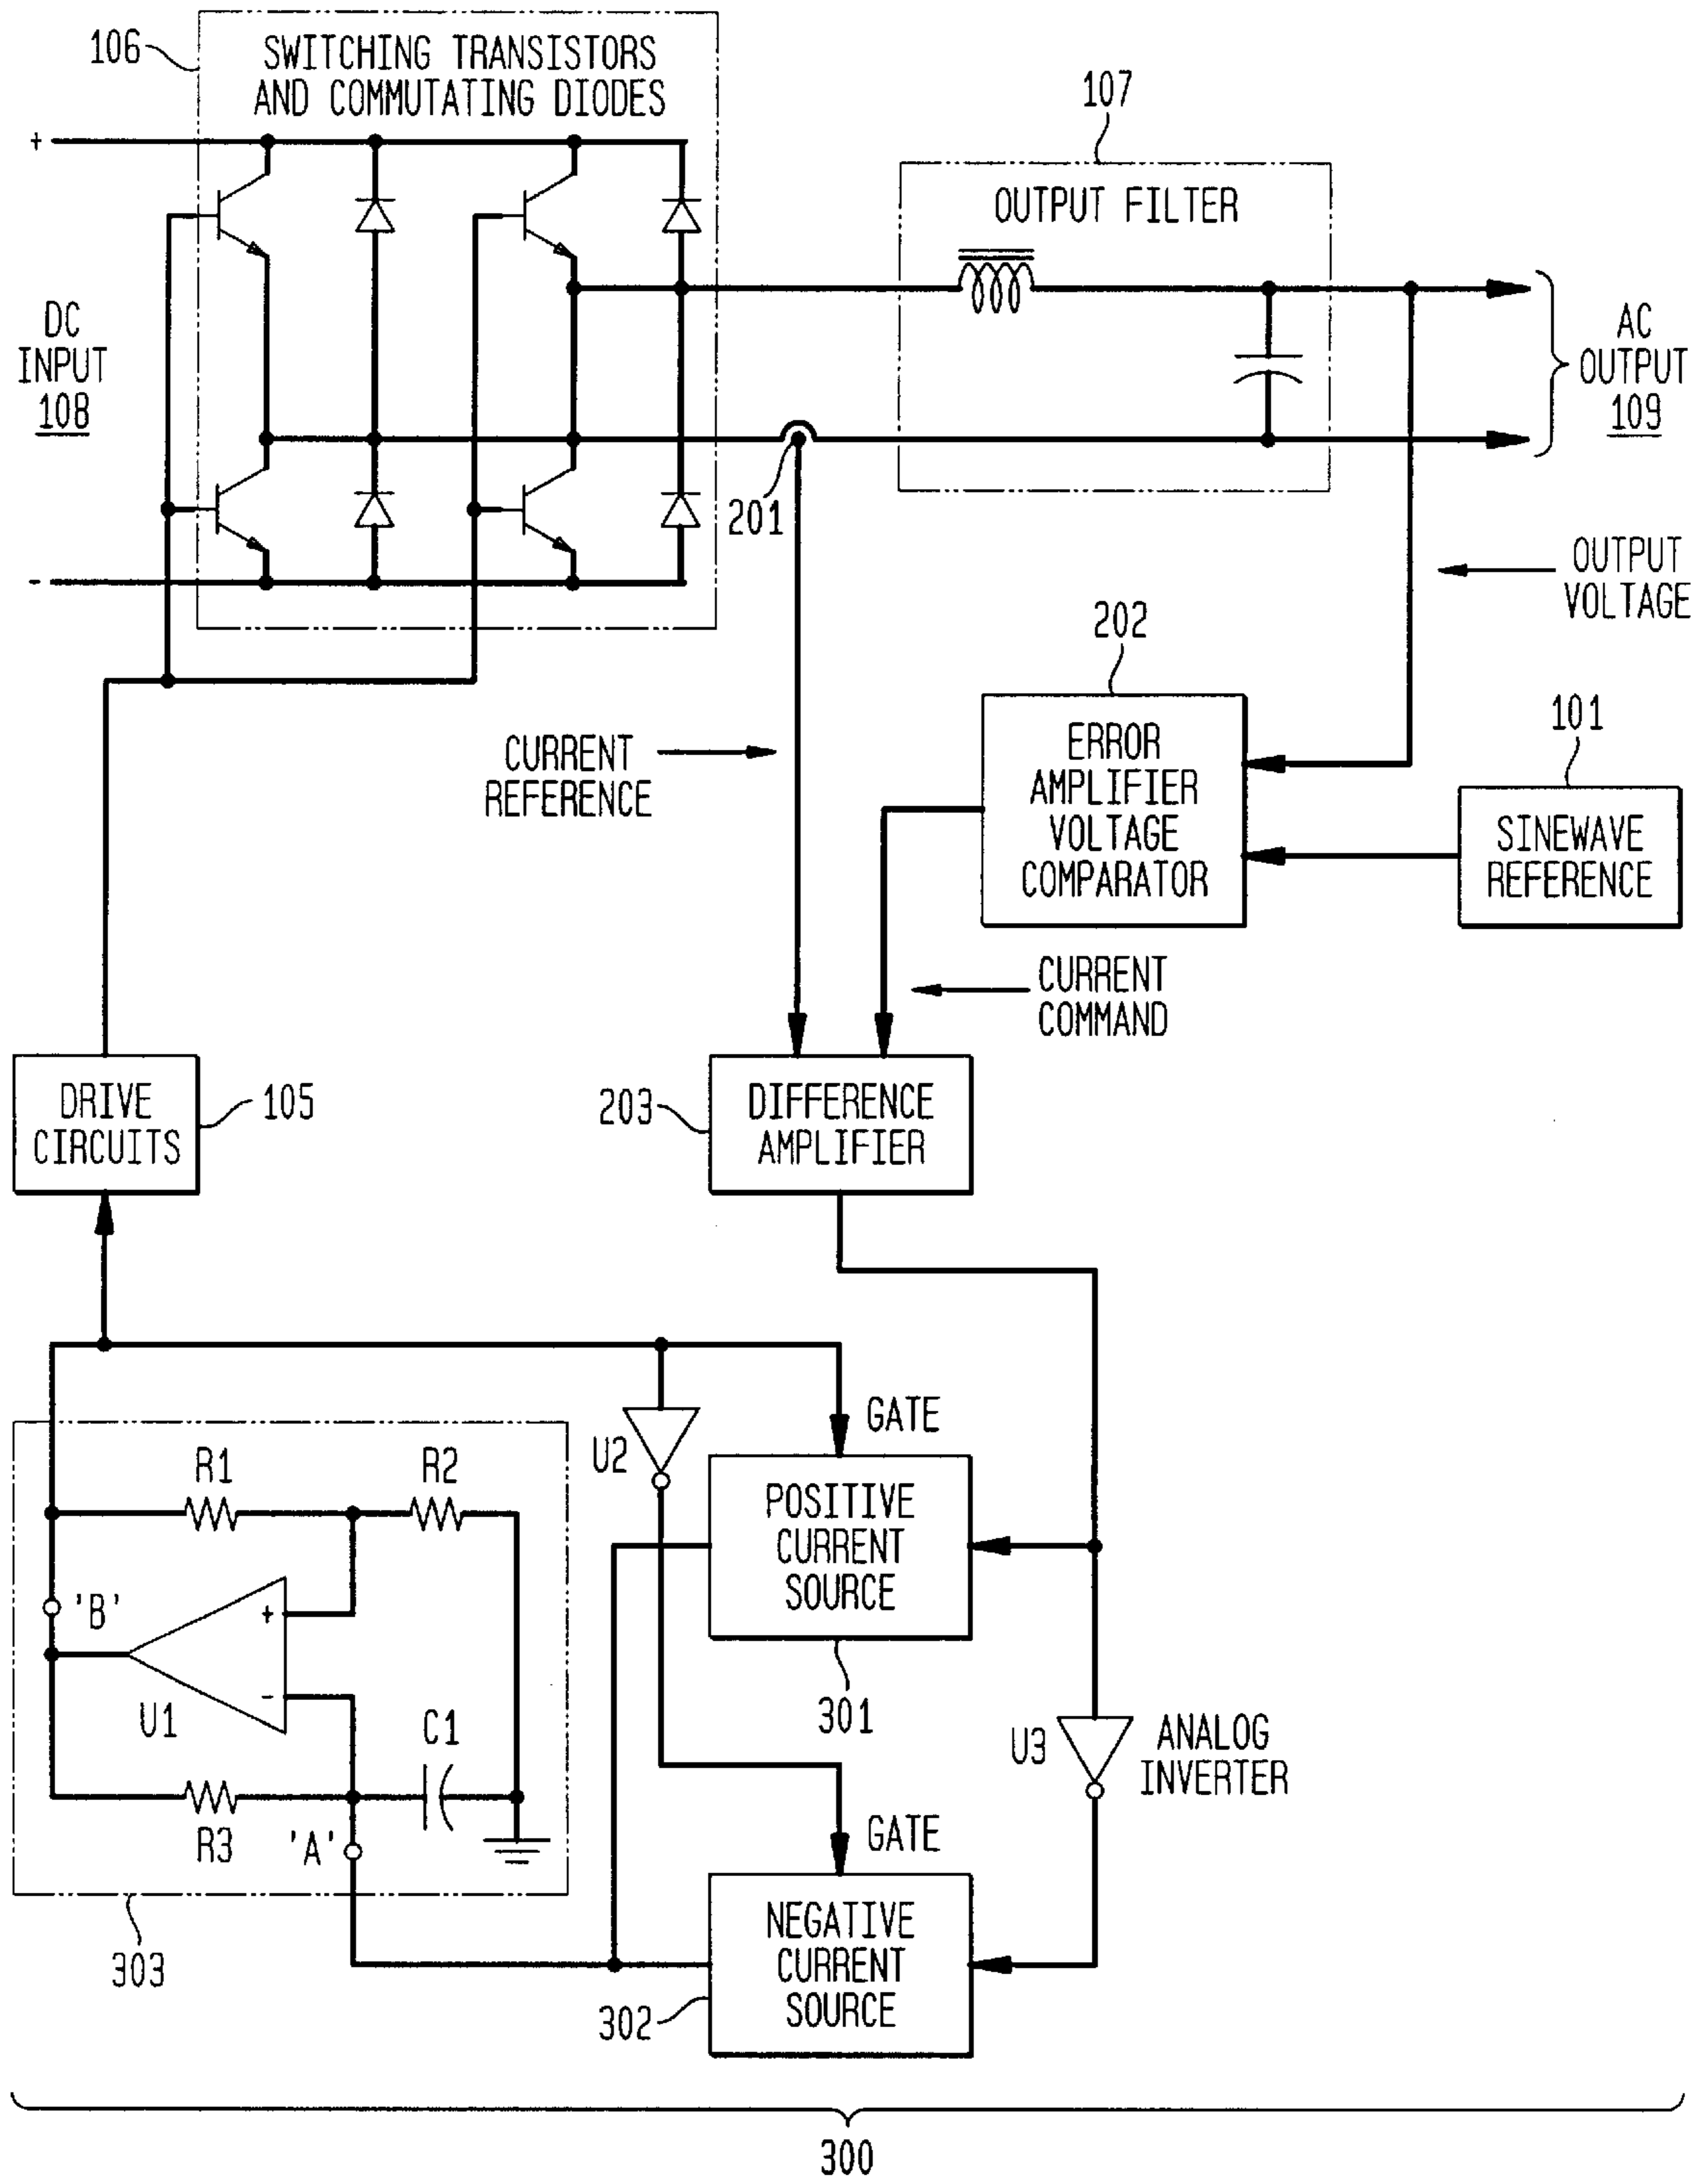 106
SWITCHING TRANSISTORS
AND COMMUTATING DIODES
107
OUTPUT FILTER
+
DC
INPUT
108
AC
OUTPUT
109
201
-
OUTPUT
VOLTAGE
202
ERROR
AMPLIFIER
VOLTAGE
COMPARATOR
101
SINEWAVE
REFERENCE
CURRENT
REFERENCE
CURRENT
COMMAND
DRIVE
CIRCUITS
105
203
DIFFERENCE
AMPLIFIER
GATE
U2
R1
R2
POSITIVE
CURRENT
SOURCE
'B'
+
-
U1
301
C1
U3
ANALOG
INVERTER
R3
'A'
GATE
303
NEGATIVE
CURRENT
SOURCE
302
300